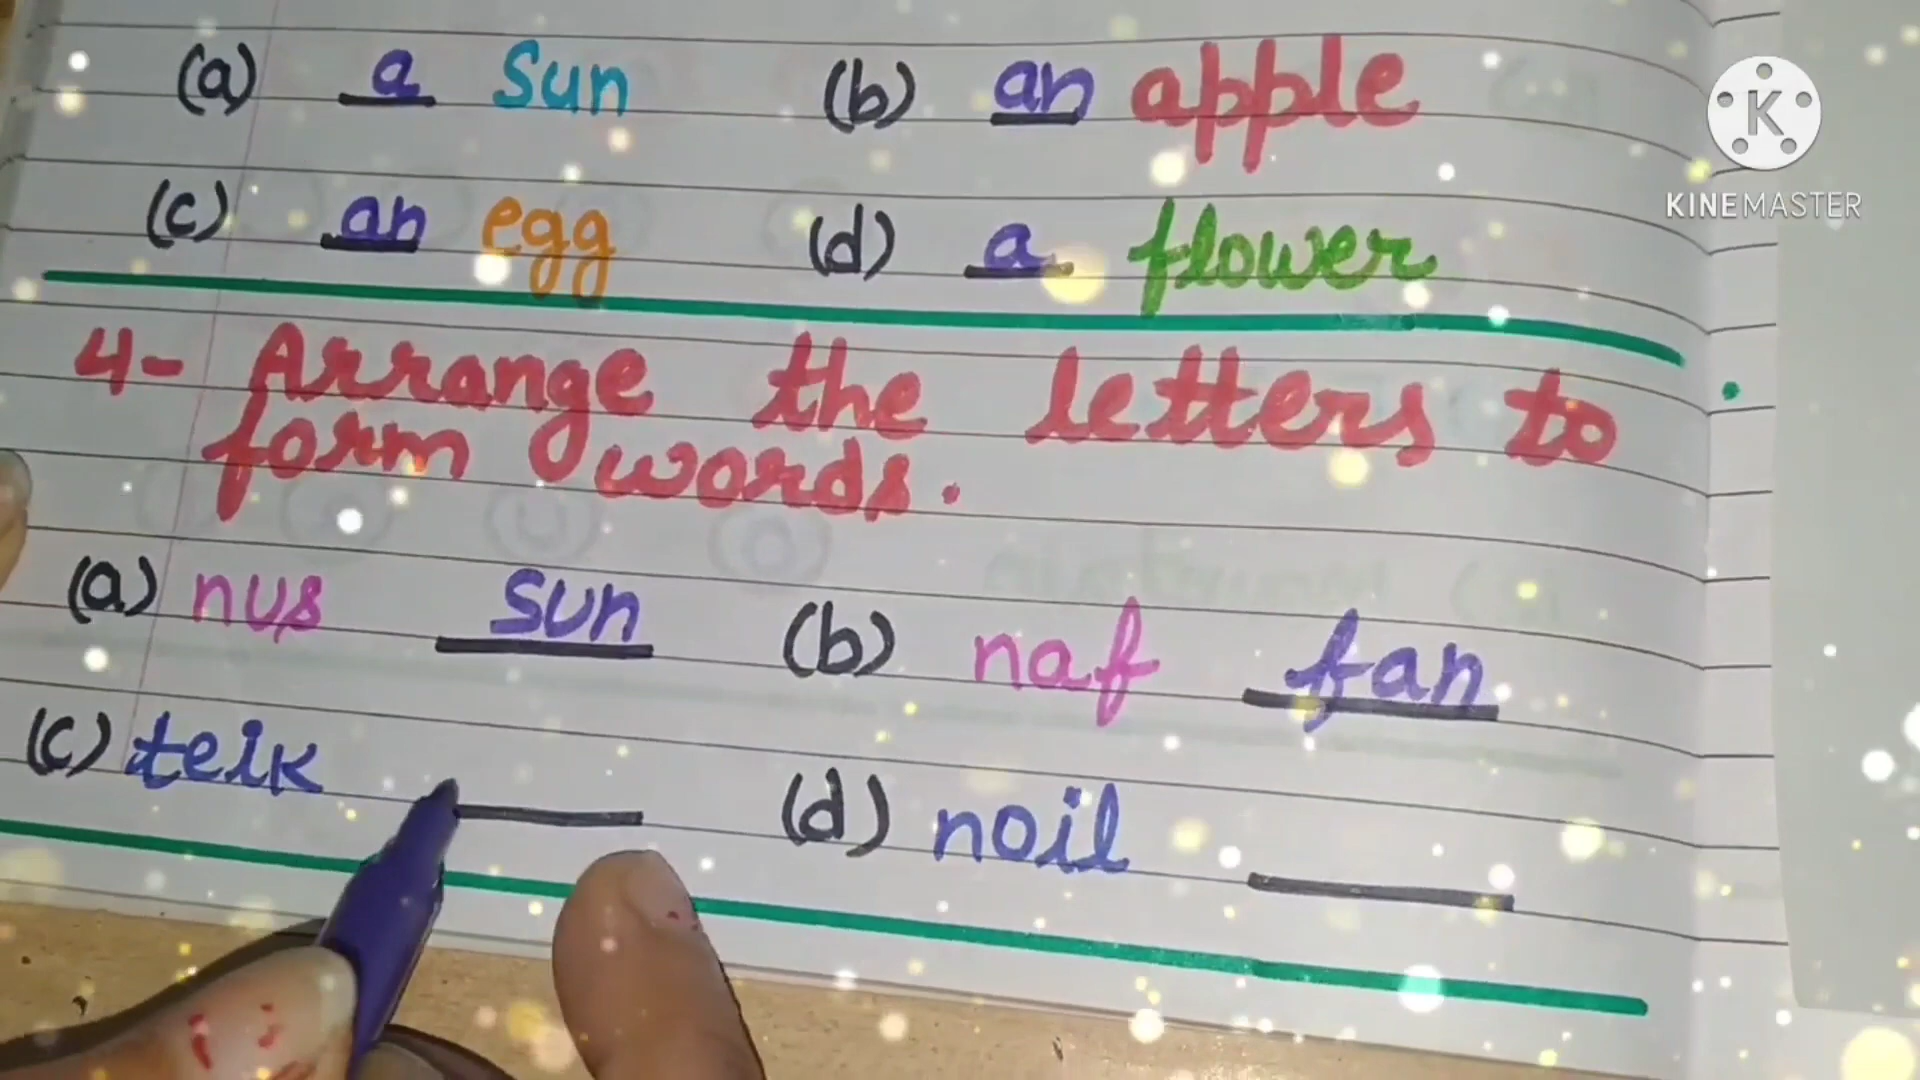 (a) a sun (b) an apple
(c) an egg (d) a flower
4- Arrange the letters to
form words.
(a) nus sun (b) naf fan
(c) teik (d) noil
KINEMASTER